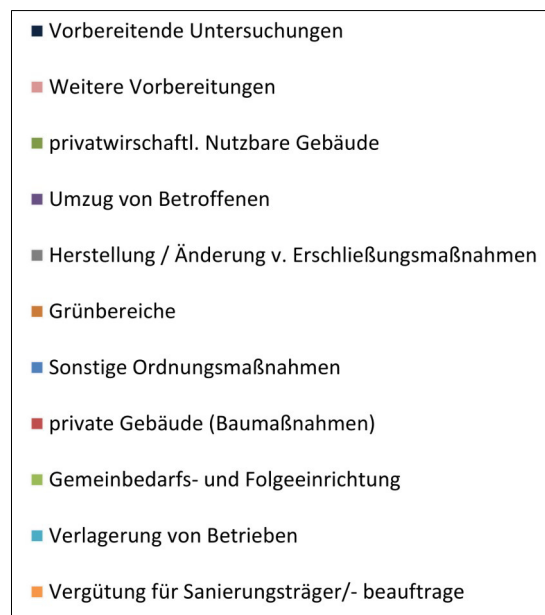 Vorbereitende Untersuchungen
Weitere Vorbereitungen
privatwirtschaftl. Nutzbare Gebäude
Umzug von Betroffenen
Herstellung / Änderung v. Erschließungsmaßnahmen
Grünbereiche
Sonstige Ordnungsmaßnahmen
private Gebäude (Baumaßnahmen)
Gemeinbedarfs- und Folgeeinrichtung
Verlagerung von Betrieben
Vergütung für Sanierungsträger/- beauftrage